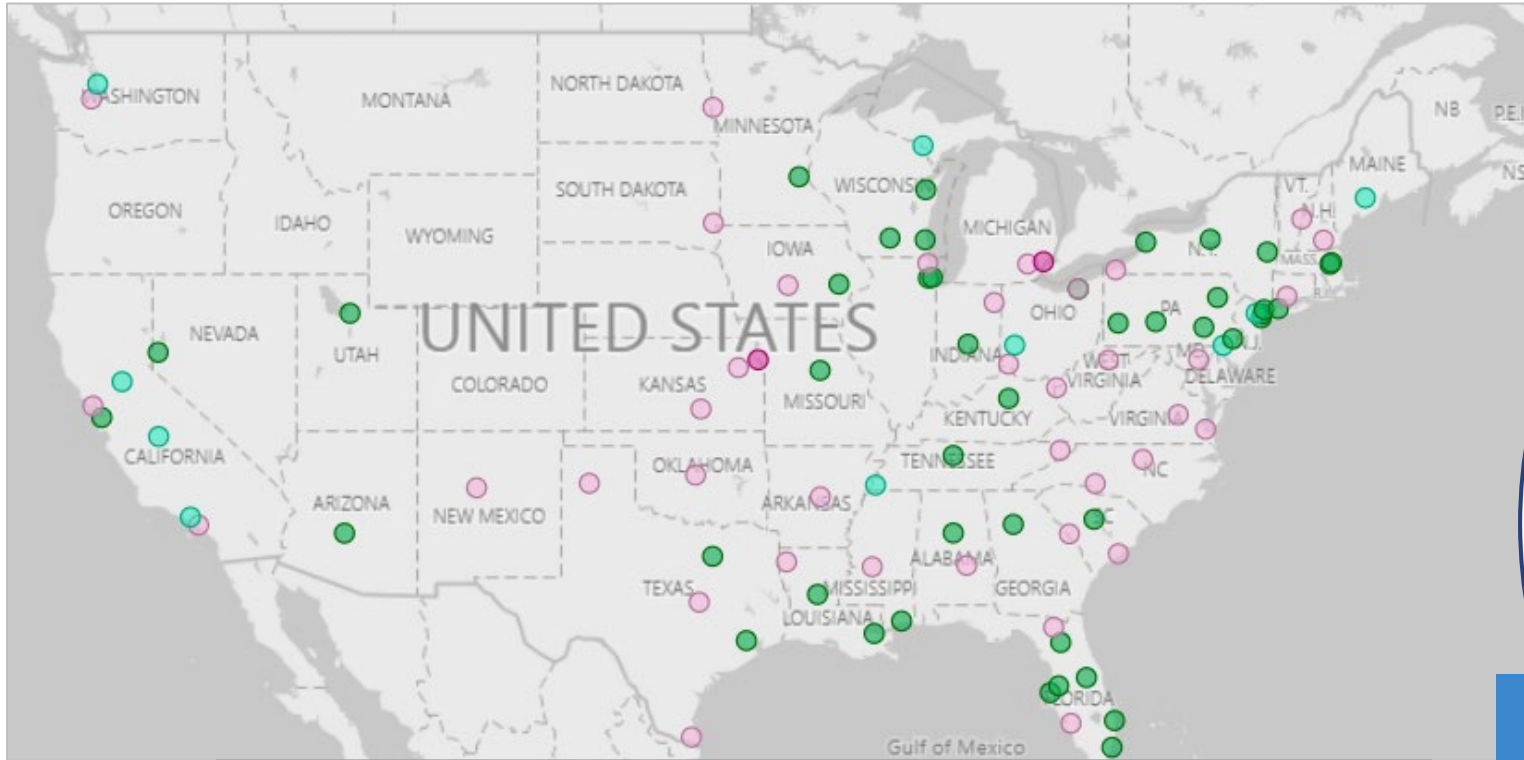 NB
P.E.I
NS
WASHINGTON
MONTANA
NORTH DAKOTA
MINNESOTA
MAINE
OREGON
IDAHO
WYOMING
SOUTH DAKOTA
WISCONSI
MICHIGAN
VT.
N.H.
N.Y.
MASS
R.I.
IOWA
UNITED STATES
NEVADA
UTAH
COLORADO
KANSAS
MISSOURI
INDIANA
OHIO
PA
N.J.
MD
DELAWARE
WEST
VIRGINIA
VIRGINIA
KENTUCKY
CALIFORNIA
ARIZONA
NEW MEXICO
OKLAHOMA
ARKANSAS
TENNESSEE
NC
SC
TEXAS
LOUISIANA
MISSISSIPPI
ALABAMA
GEORGIA
FLORIDA
Gulf of Mexico